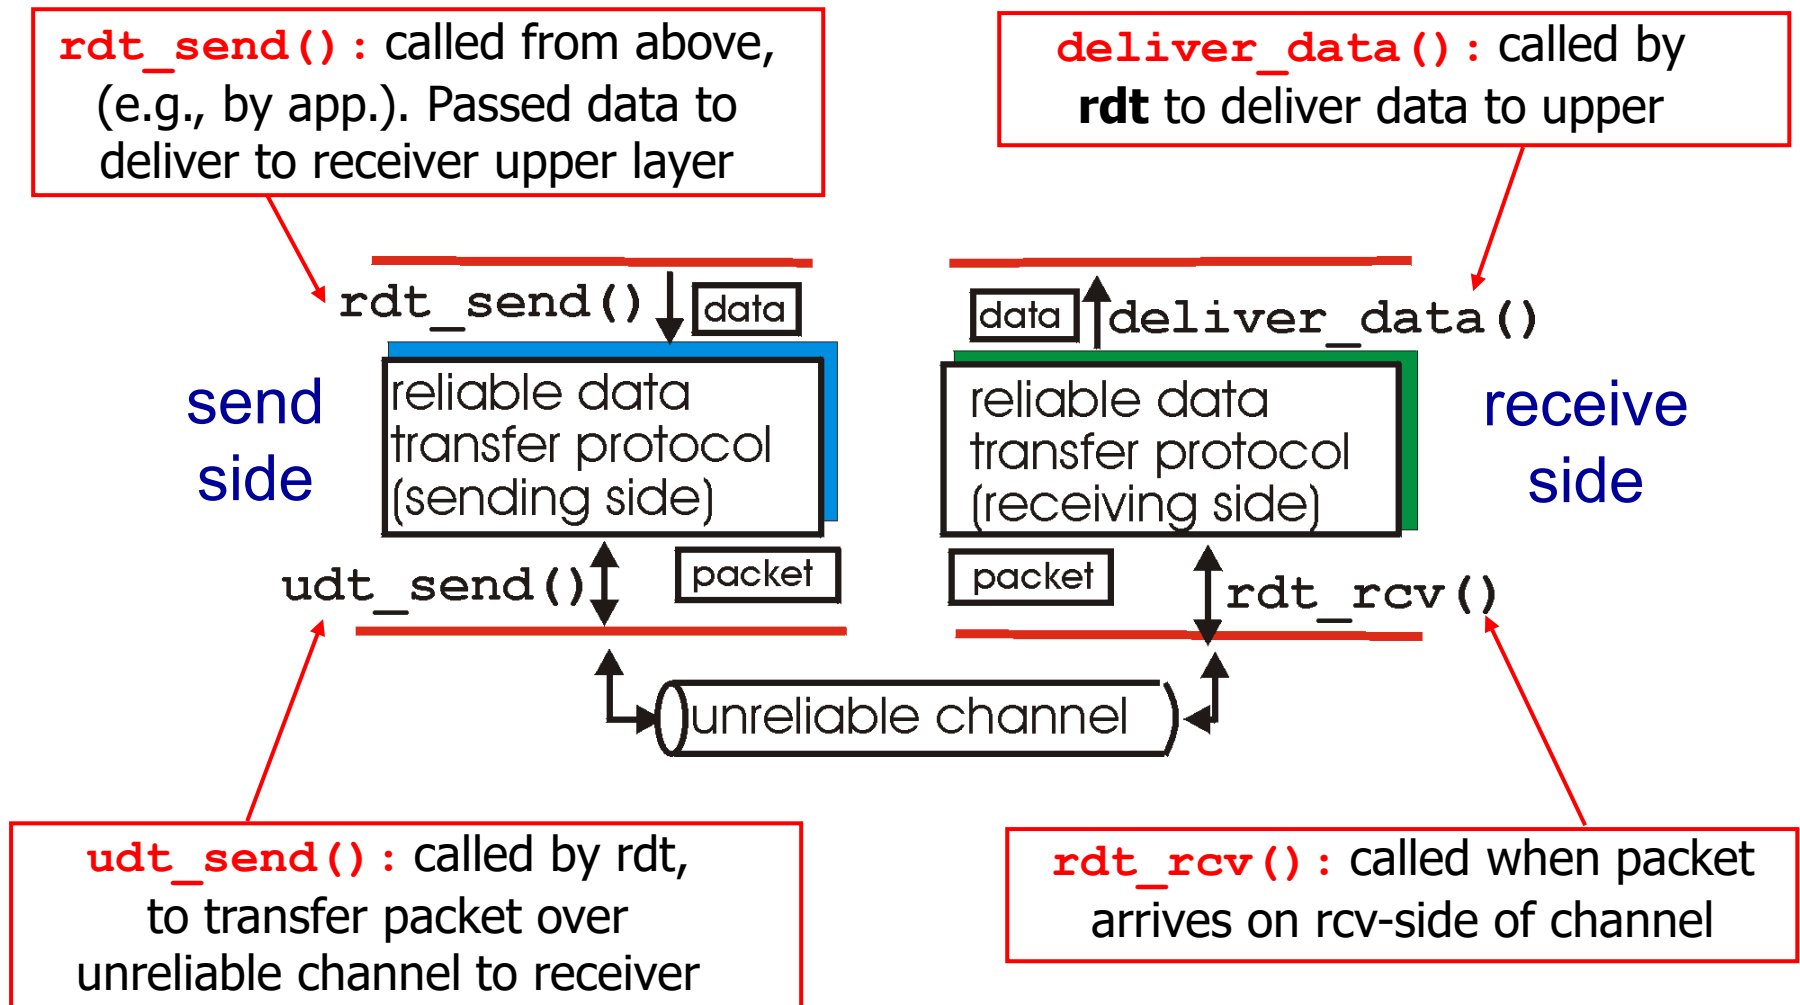 rdt_send(): called from above,
(e.g., by app.). Passed data to
deliver to receiver upper layer
deliver_data(): called by
rdt to deliver data to upper
rdt_send()
data
data
deliver_data()
send
side
reliable data
transfer protocol
(sending side)
reliable data
transfer protocol
(receiving side)
receive
side
udt_send()
packet
packet
rdt_rcv()
unreliable channel
udt_send(): called by rdt,
to transfer packet over
unreliable channel to receiver
rdt_rcv(): called when packet
arrives on rcv-side of channel